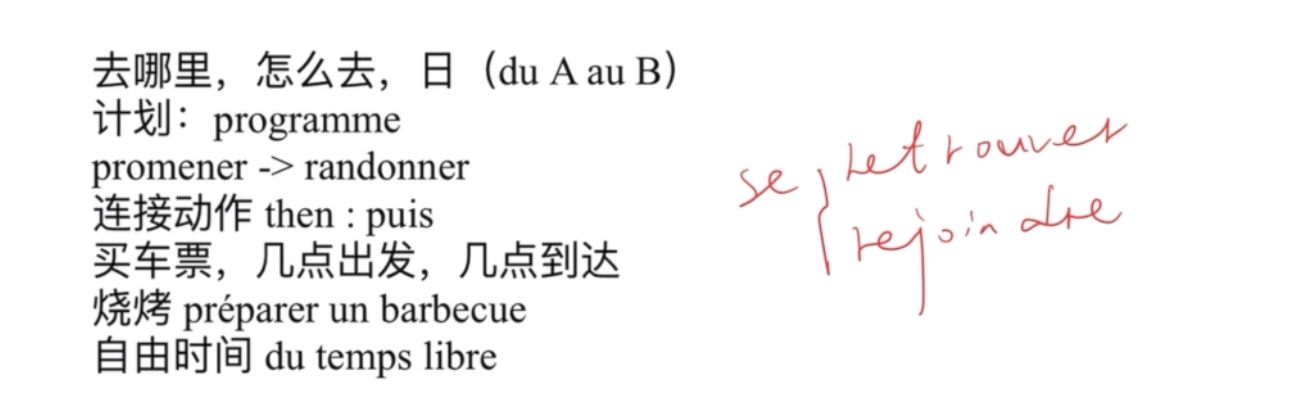 去哪里，怎么去，日（du A au B）
计划：programme
promener -> randonner
连接动作 then : puis
买车票，几点出发，几点到达
烧烤 préparer un barbecue
自由时间 du temps libre
se { retrouver
rejoindre